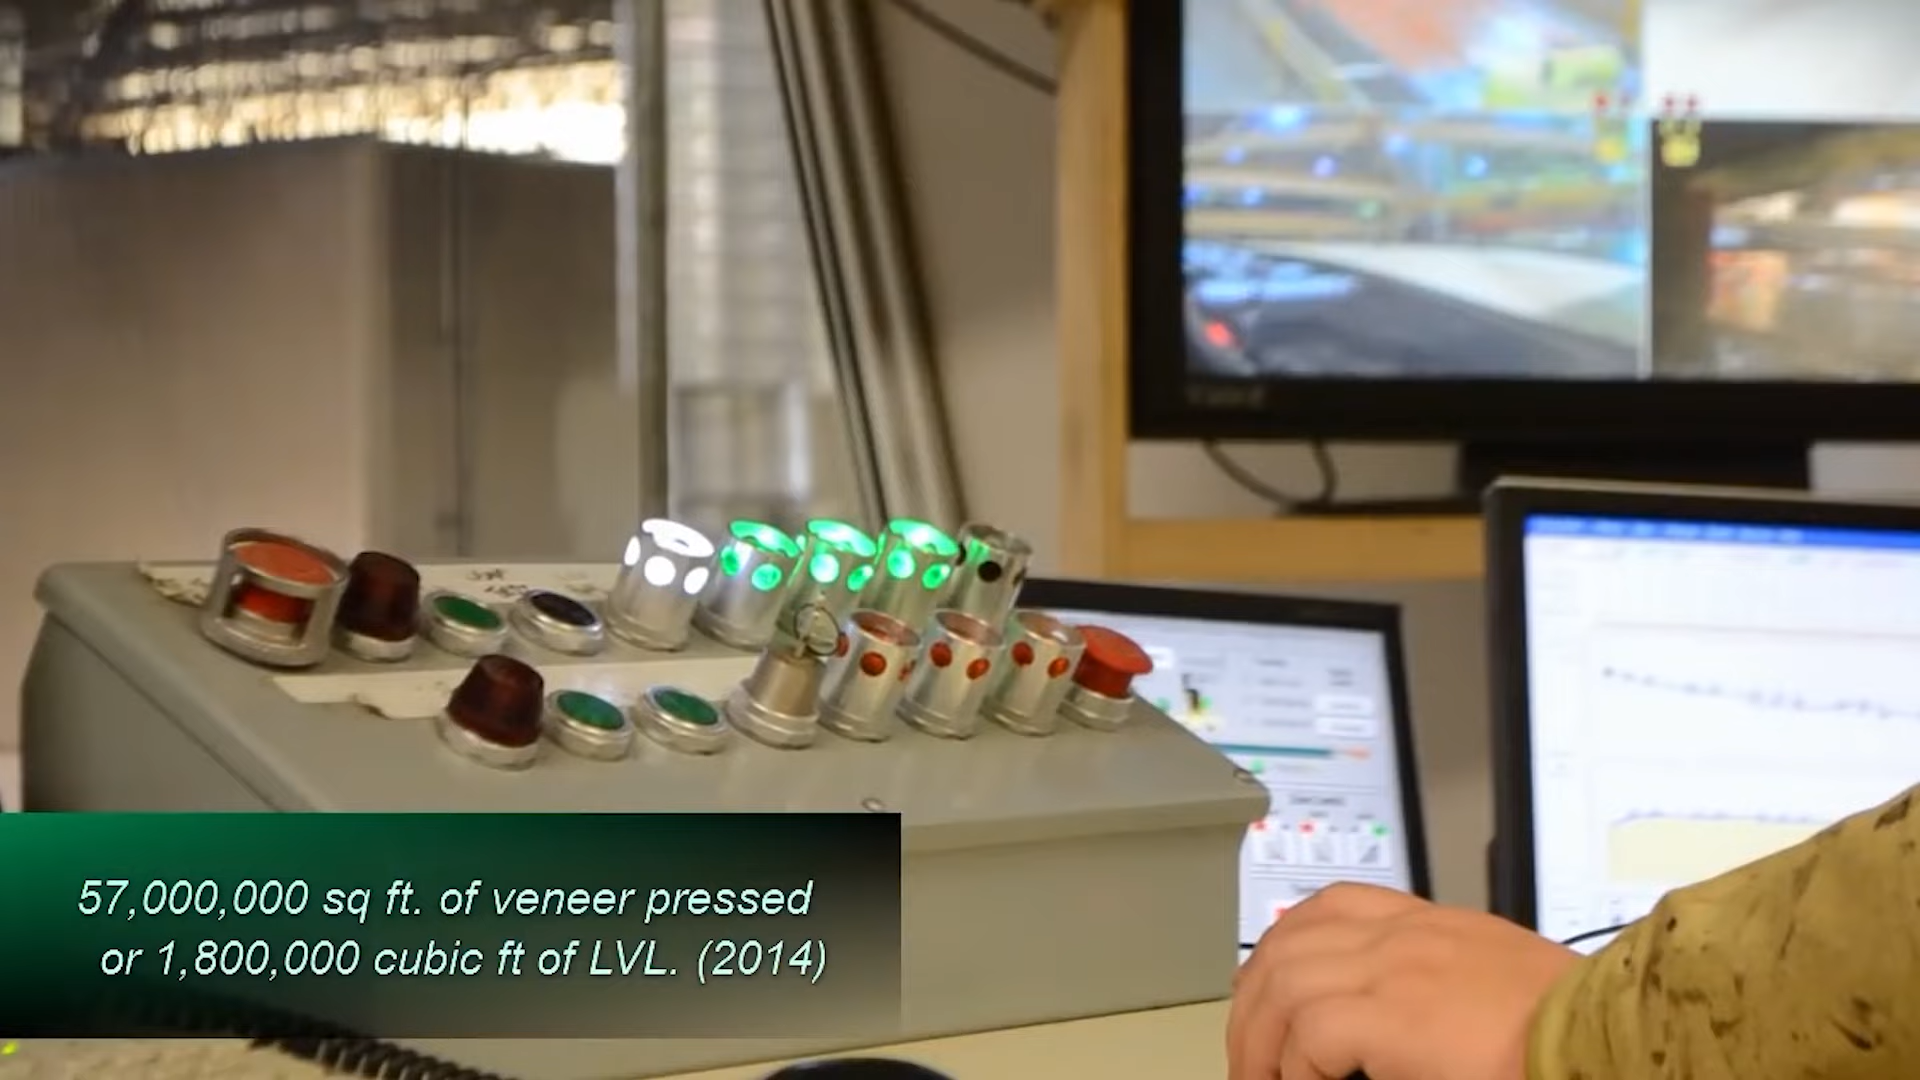 57,000,000 sq ft. of veneer pressed
or 1,800,000 cubic ft of LVL. (2014)